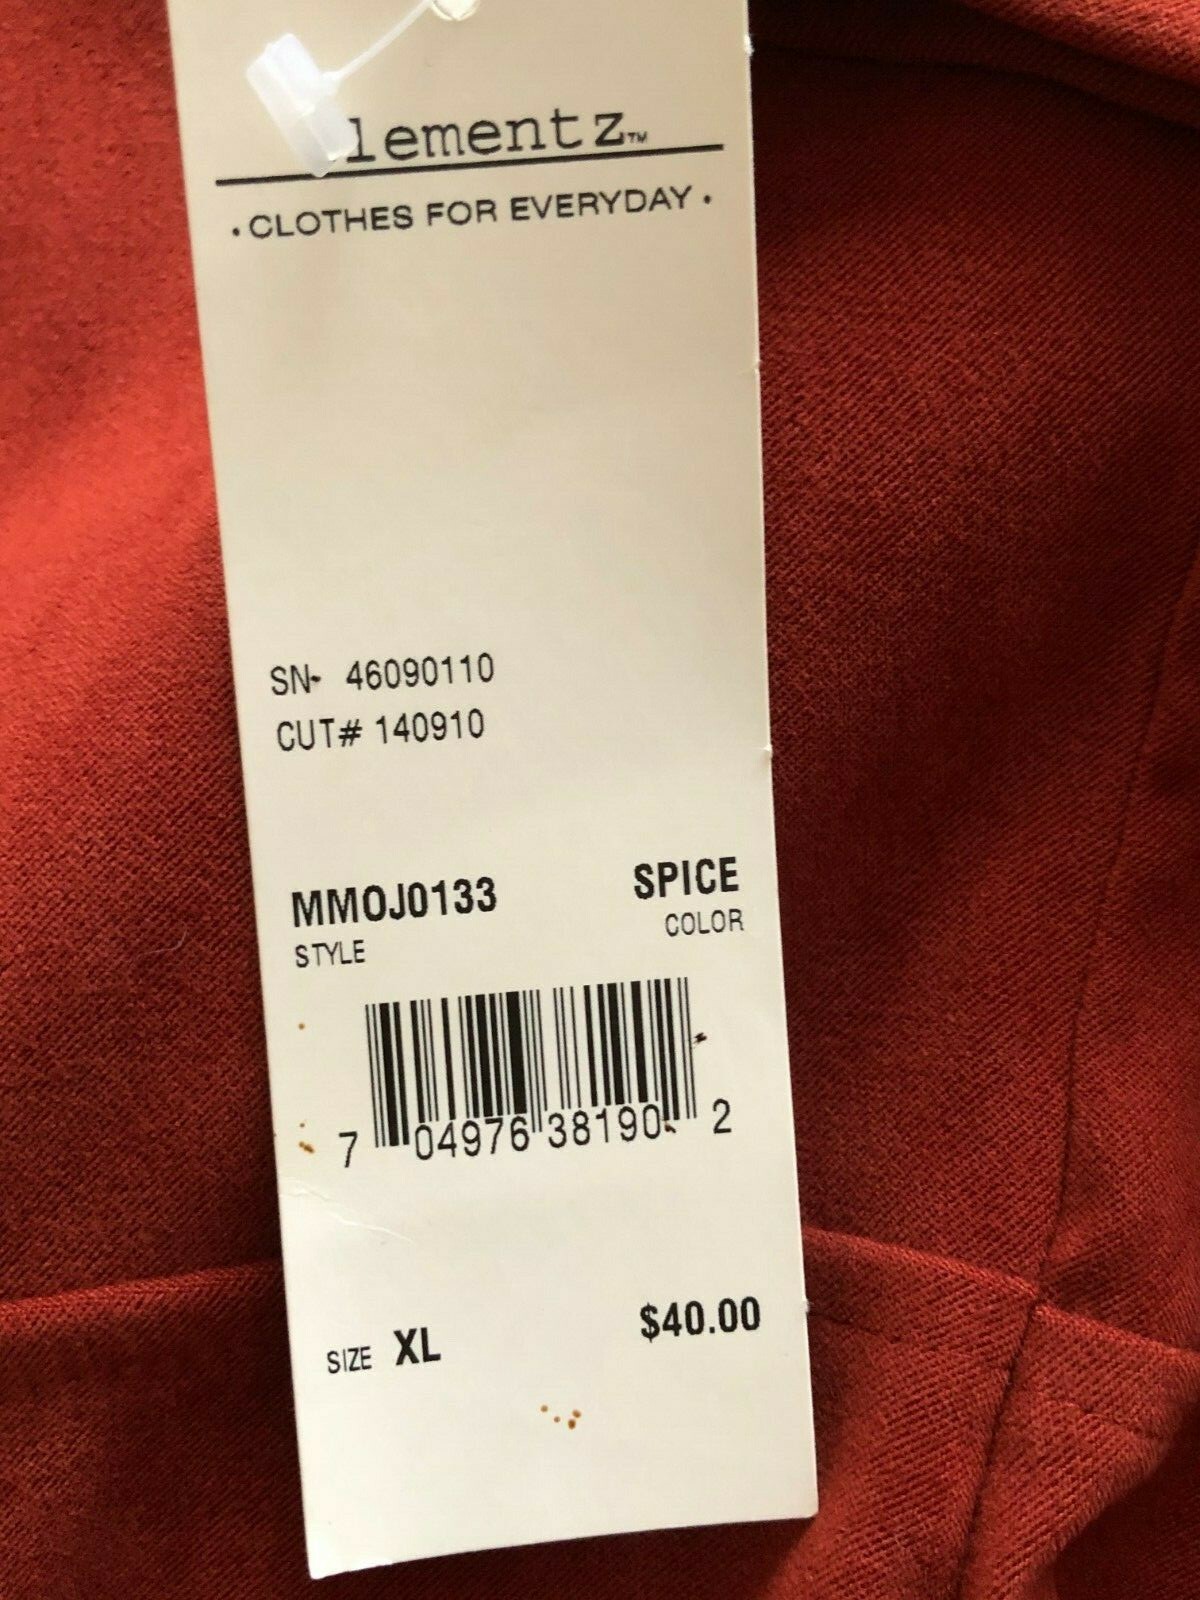 lementz™
• CLOTHES FOR EVERYDAY •
SN- 46090110
CUT# 140910
MMOJ0133 SPICE
STYLE COLOR
7 04976 38190 2
SIZE XL $40.00